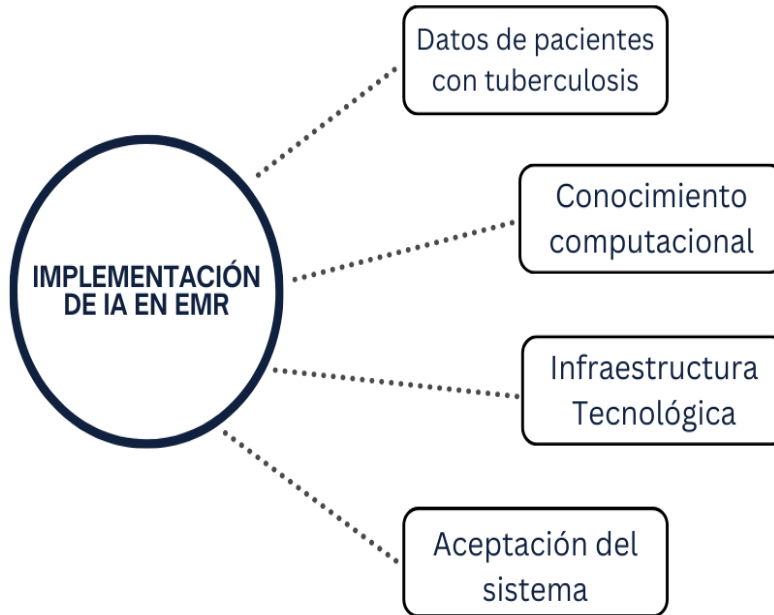 Datos de pacientes
con tuberculosis
Conocimiento
computacional
IMPLEMENTACIÓN
DE IA EN EMR
Infraestructura
Tecnológica
Aceptación del
sistema